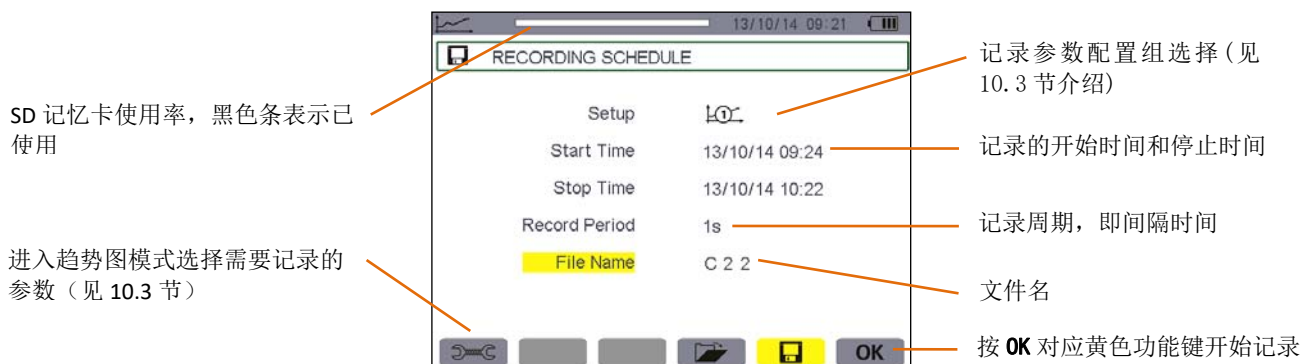 13/10/14 09:21
RECORDING SCHEDULE
Setup 1
Start Time 13/10/14 09:24
Stop Time 13/10/14 10:22
Record Period 1s
File Name C 2 2
OK
SD 记忆卡使用率，黑色条表示已
使用
进入趋势图模式选择需要记录的
参数（见 10.3 节）
记录参数配置组选择(见
10.3 节介绍)
记录的开始时间和停止时间
记录周期，即间隔时间
文件名
按 OK 对应黄色功能键开始记录